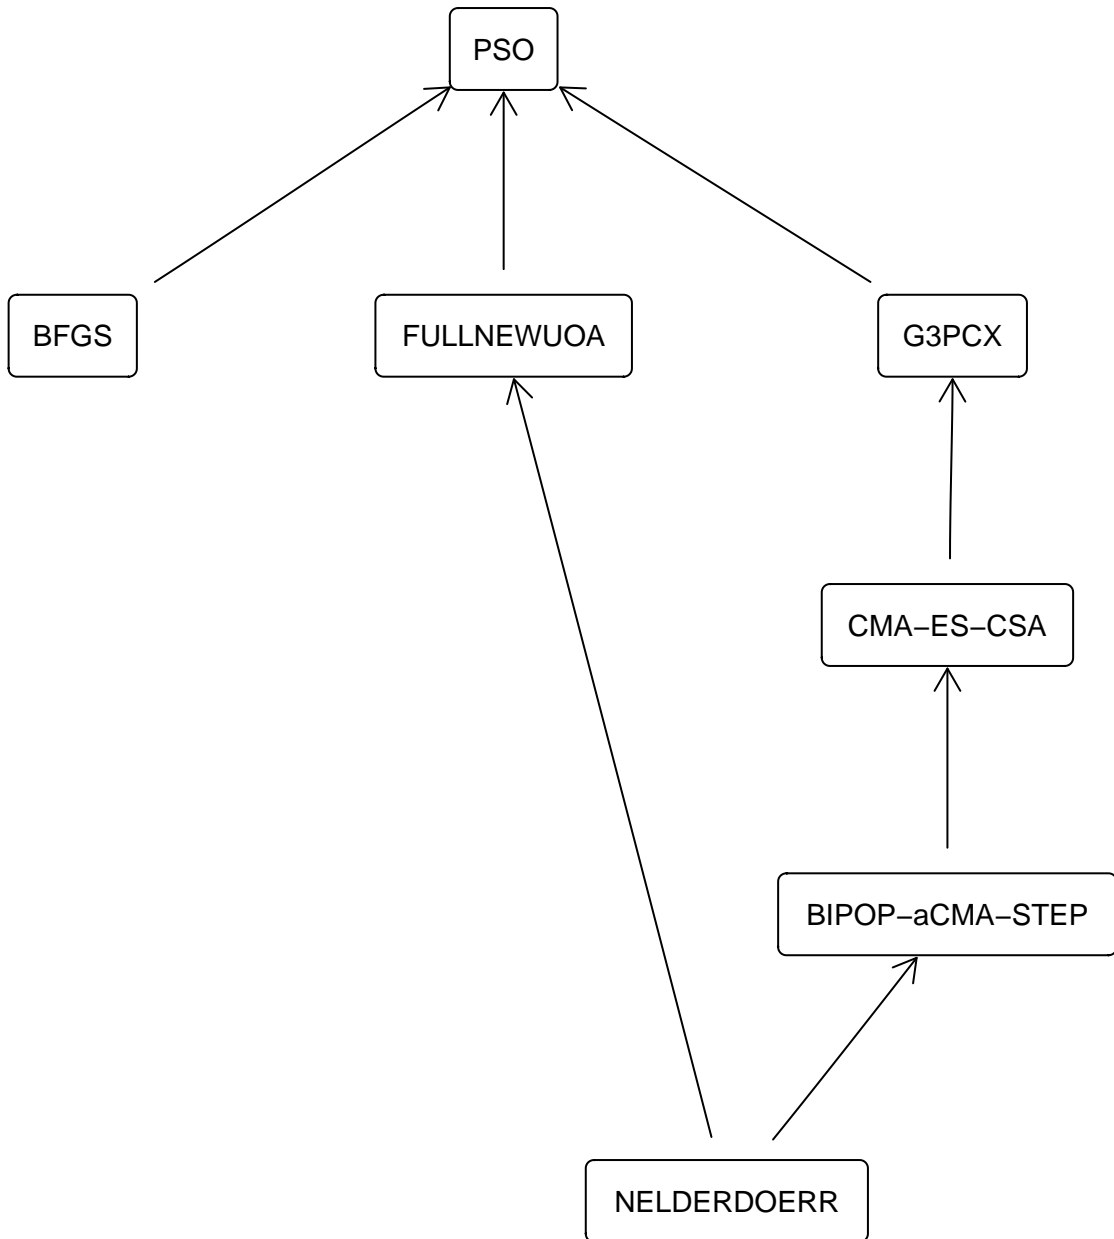 PSO
BFGS
FULLNEWUOA
G3PCX
CMA−ES−CSA
BIPOP−aCMA−STEP
NELDERDOERR